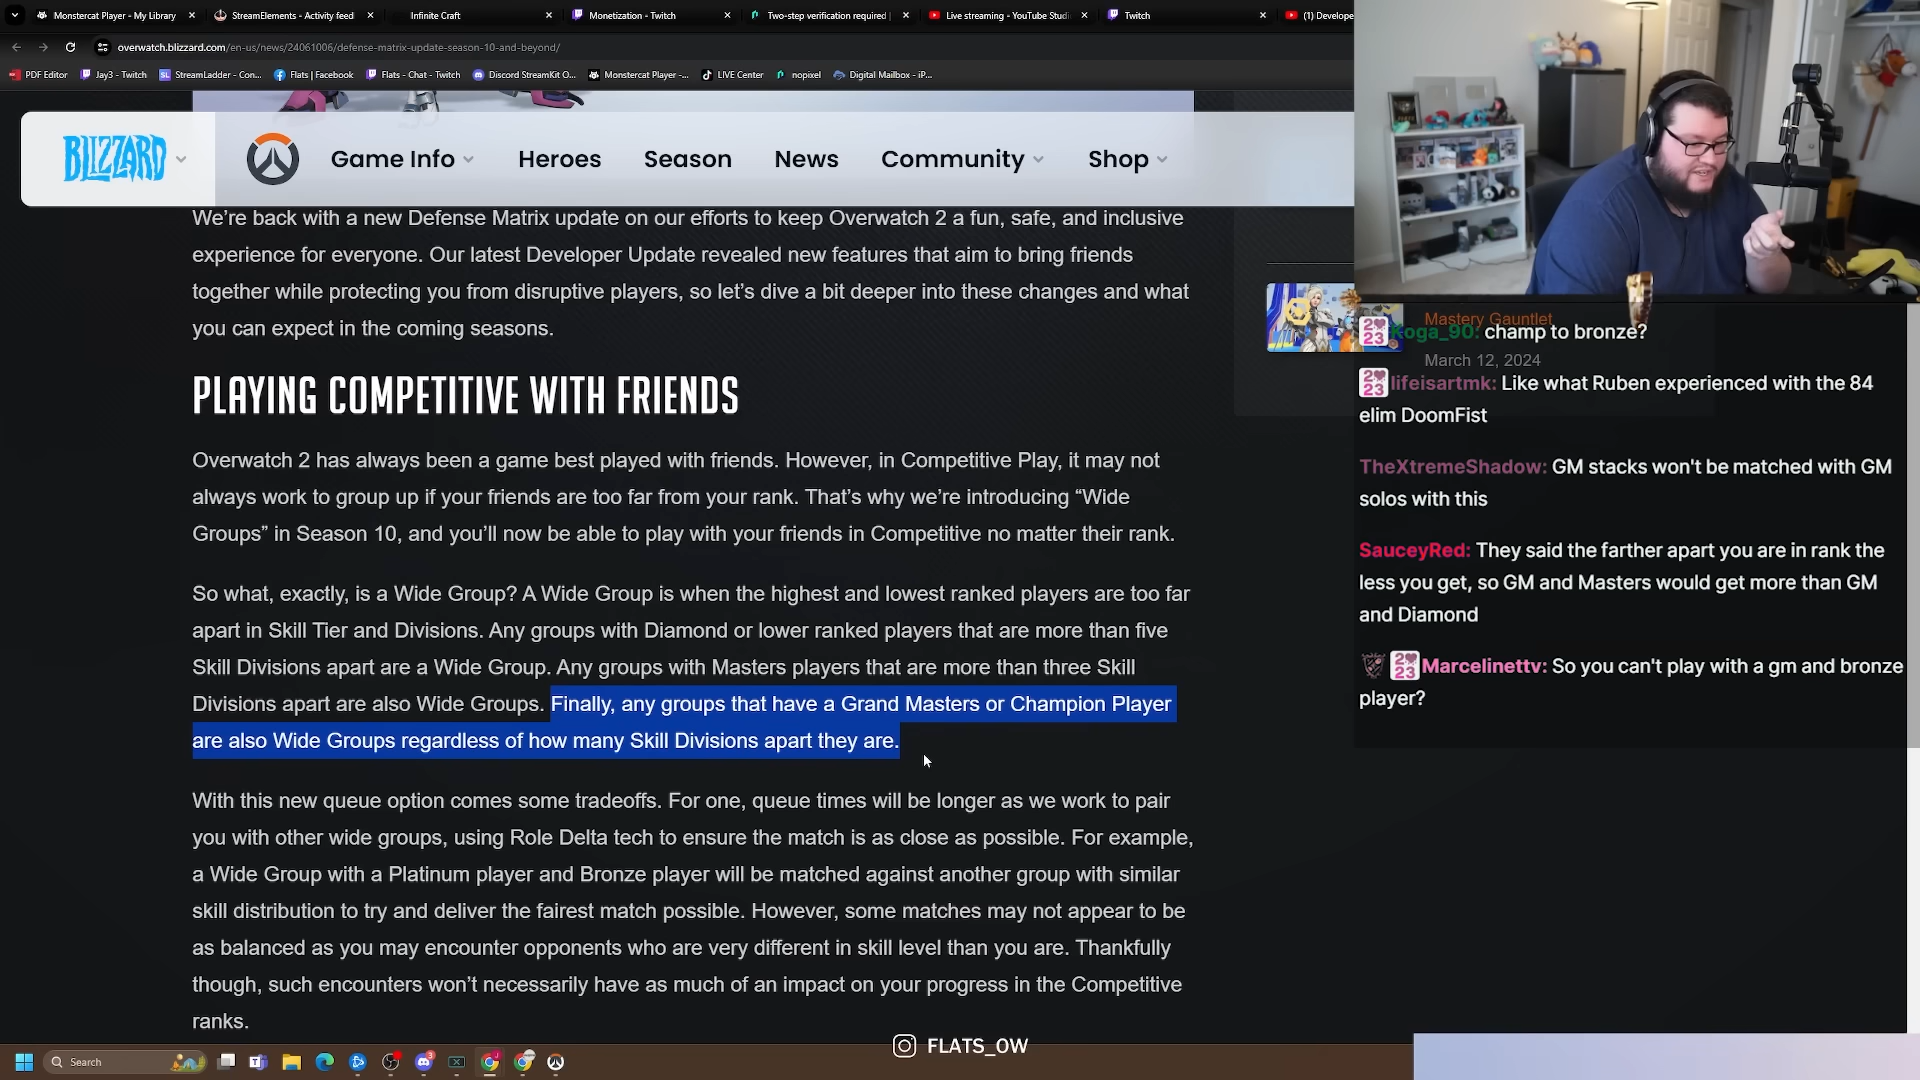 Monstercat Player - My Library
StreamElements - Activity feed
Infinite Craft
Monetization - Twitch
Two-step verification required |
Live streaming - YouTube Studi
Twitch
(1) Develope
overwatch.blizzard.com/en-us/news/24061006/defense-matrix-update-season-10-and-beyond/
PDF Editor
Jay3 - Twitch
StreamLadder - Con...
Flats | Facebook
Flats - Chat - Twitch
Discord StreamKit O...
Monstercat Player -...
LIVE Center
nopixel
Digital Mailbox - iP...
BLIZZARD
Game Info
Heroes
Season
News
Community
Shop
We’re back with a new Defense Matrix update on our efforts to keep Overwatch 2 a fun, safe, and inclusive
experience for everyone. Our latest Developer Update revealed new features that aim to bring friends
together while protecting you from disruptive players, so let’s dive a bit deeper into these changes and what
you can expect in the coming seasons.
PLAYING COMPETITIVE WITH FRIENDS
Overwatch 2 has always been a game best played with friends. However, in Competitive Play, it may not
always work to group up if your friends are too far from your rank. That’s why we’re introducing “Wide
Groups” in Season 10, and you’ll now be able to play with your friends in Competitive no matter their rank.
So what, exactly, is a Wide Group? A Wide Group is when the highest and lowest ranked players are too far
apart in Skill Tier and Divisions. Any groups with Diamond or lower ranked players that are more than five
Skill Divisions apart are a Wide Group. Any groups with Masters players that are more than three Skill
Divisions apart are also Wide Groups. Finally, any groups that have a Grand Masters or Champion Player
are also Wide Groups regardless of how many Skill Divisions apart they are.
With this new queue option comes some tradeoffs. For one, queue times will be longer as we work to pair
you with other wide groups, using Role Delta tech to ensure the match is as close as possible. For example,
a Wide Group with a Platinum player and Bronze player will be matched against another group with similar
skill distribution to try and deliver the fairest match possible. However, some matches may not appear to be
as balanced as you may encounter opponents who are very different in skill level than you are. Thankfully
though, such encounters won’t necessarily have as much of an impact on your progress in the Competitive
ranks.
Mastery Gauntlet
March 12, 2024
Koga_90: champ to bronze?
lifeisartmk: Like what Ruben experienced with the 84
elim DoomFist
TheXtremeShadow: GM stacks won't be matched with GM
solos with this
SauceyRed: They said the farther apart you are in rank the
less you get, so GM and Masters would get more than GM
and Diamond
Marcelinettv: So you can't play with a gm and bronze
player?
FLATS_OW
Search